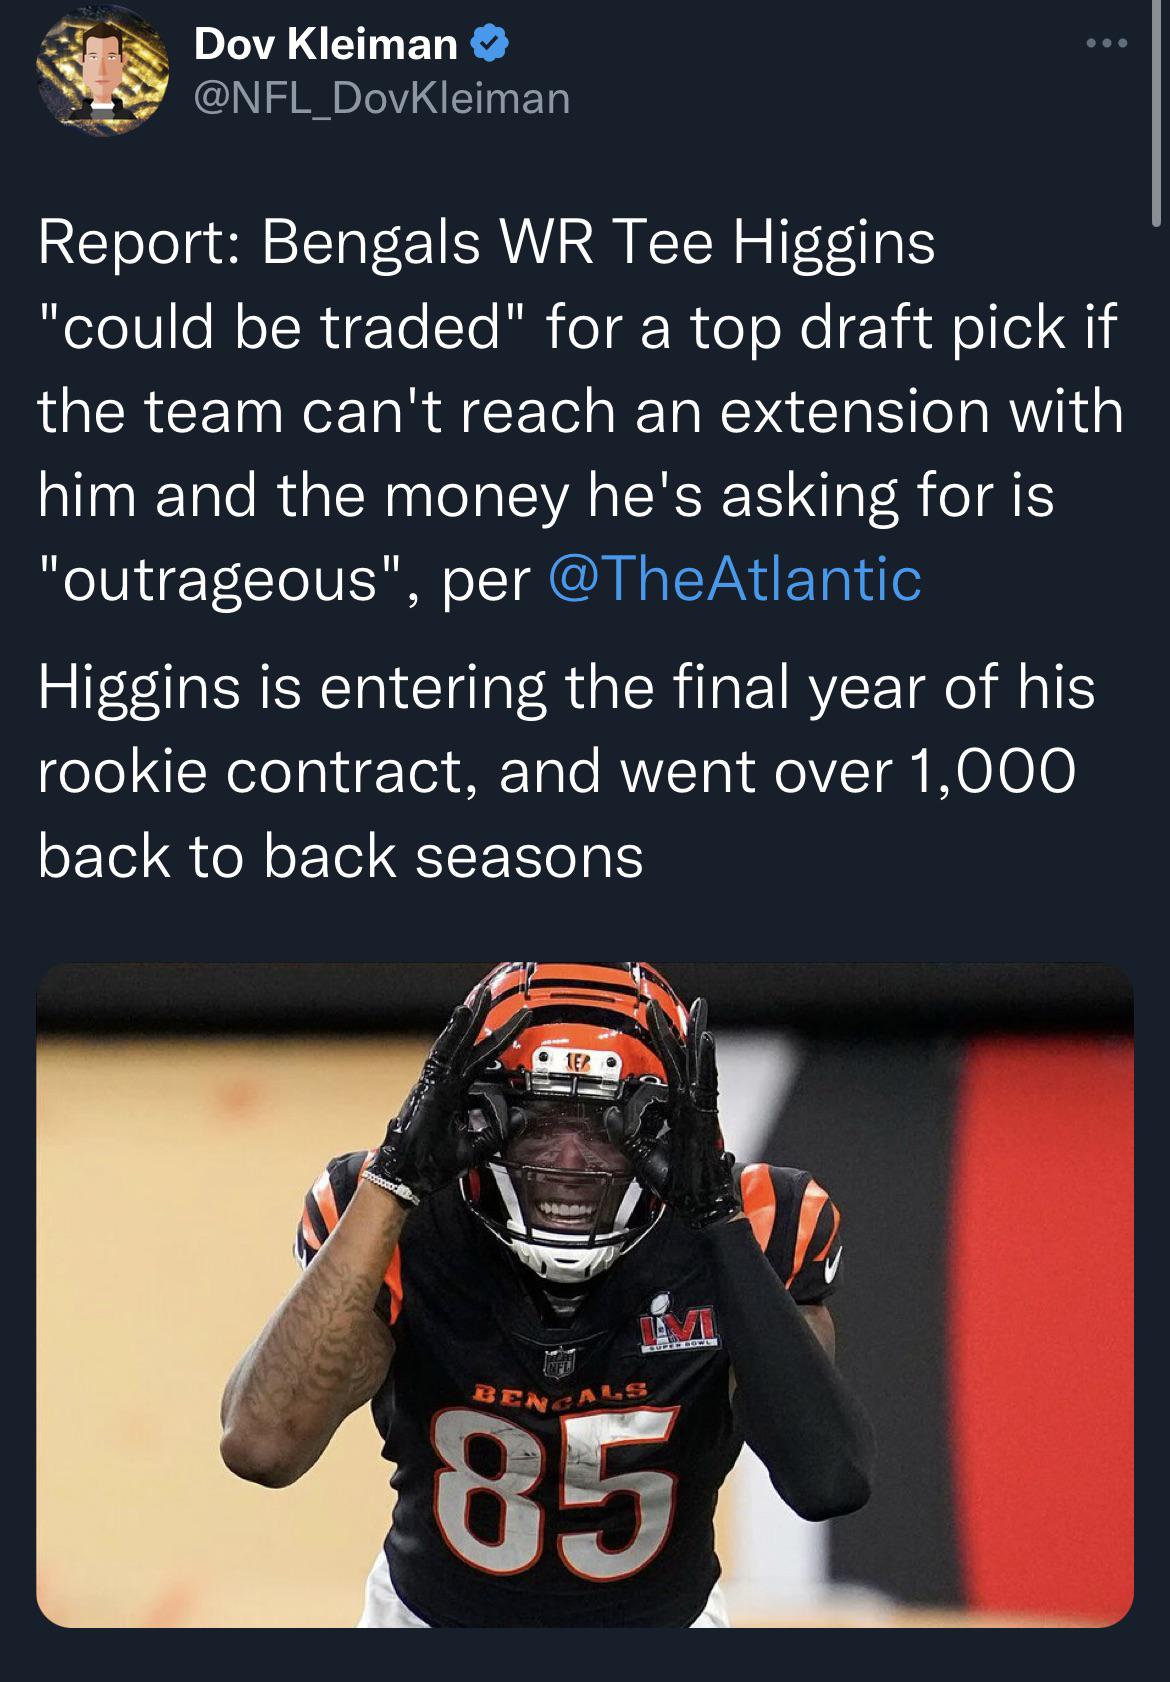 Dov Kleiman
@NFL_DovKleiman
Report: Bengals WR Tee Higgins
"could be traded" for a top draft pick if
the team can't reach an extension with
him and the money he's asking for is
"outrageous", per @TheAtlantic
Higgins is entering the final year of his
rookie contract, and went over 1,000
back to back seasons
LVI
SUPER BOWL
NFL
BENGALS
85